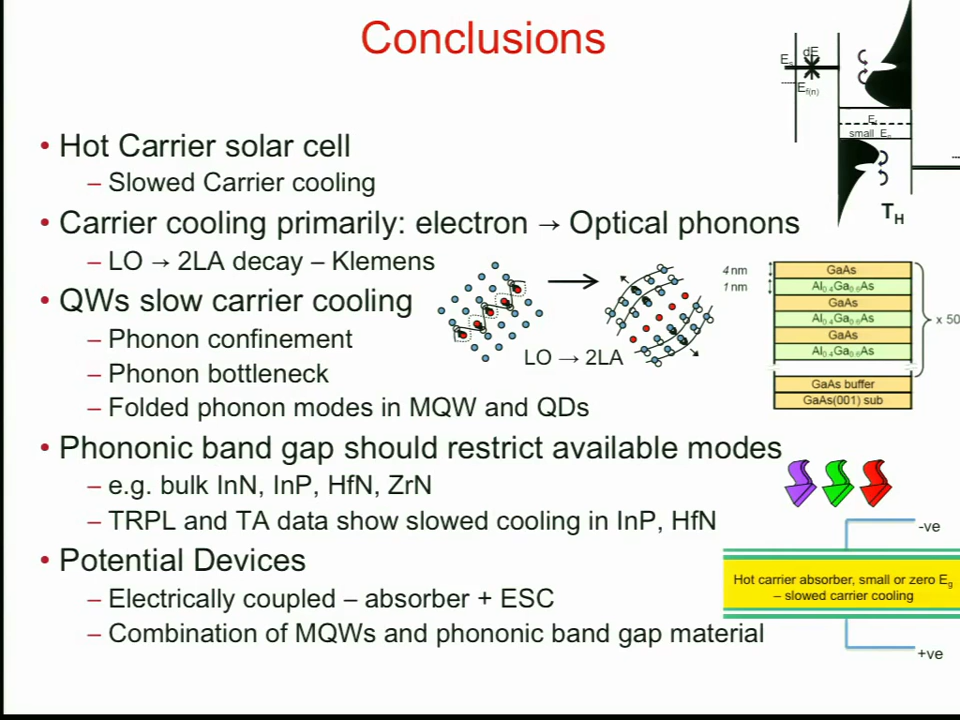 Conclusions
• Hot Carrier solar cell
– Slowed Carrier cooling
• Carrier cooling primarily: electron → Optical phonons
– LO → 2LA decay – Klemens
• QWs slow carrier cooling
– Phonon confinement
– Phonon bottleneck
– Folded phonon modes in MQW and QDs
• Phononic band gap should restrict available modes
– e.g. bulk InN, InP, HfN, ZrN
– TRPL and TA data show slowed cooling in InP, HfN
• Potential Devices
– Electrically coupled – absorber + ESC
– Combination of MQWs and phononic band gap material
dE
Ef(n)
small
TH
LO → 2LA
4 nm
1 nm
GaAs
Al0.4Ga0.6As
GaAs
Al0.4Ga0.6As
GaAs
Al0.4Ga0.6As
x 50
GaAs buffer
GaAs(001) sub
-ve
Hot carrier absorber, small or zero Eg
– slowed carrier cooling
+ve